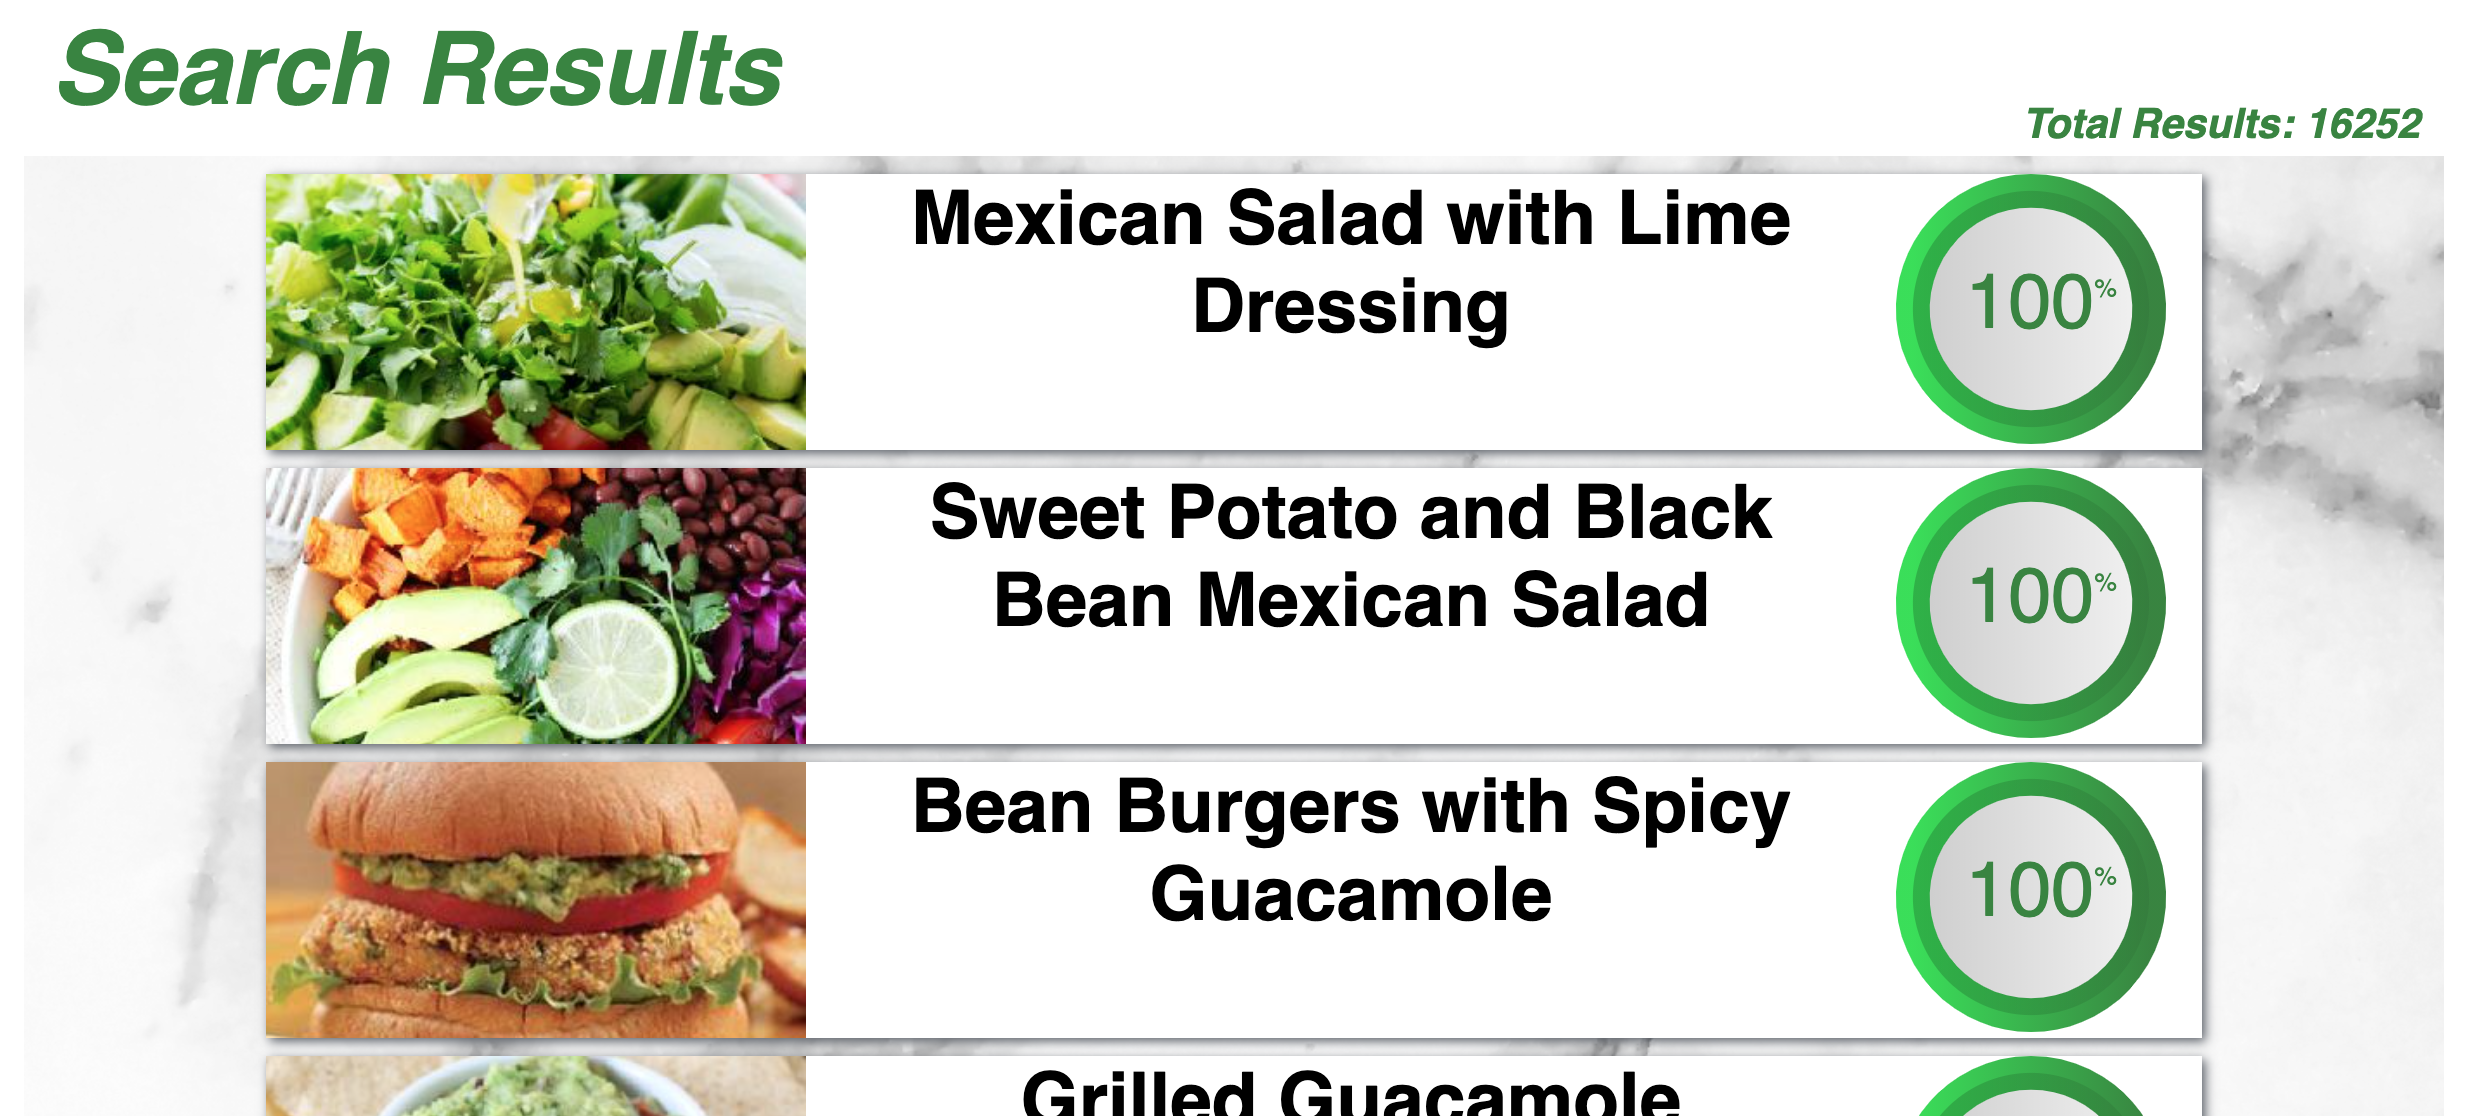 Search Results
Total Results: 16252
Mexican Salad with Lime
Dressing
100%
Sweet Potato and Black
Bean Mexican Salad
100%
Bean Burgers with Spicy
Guacamole
100%
Grilled Guacamole